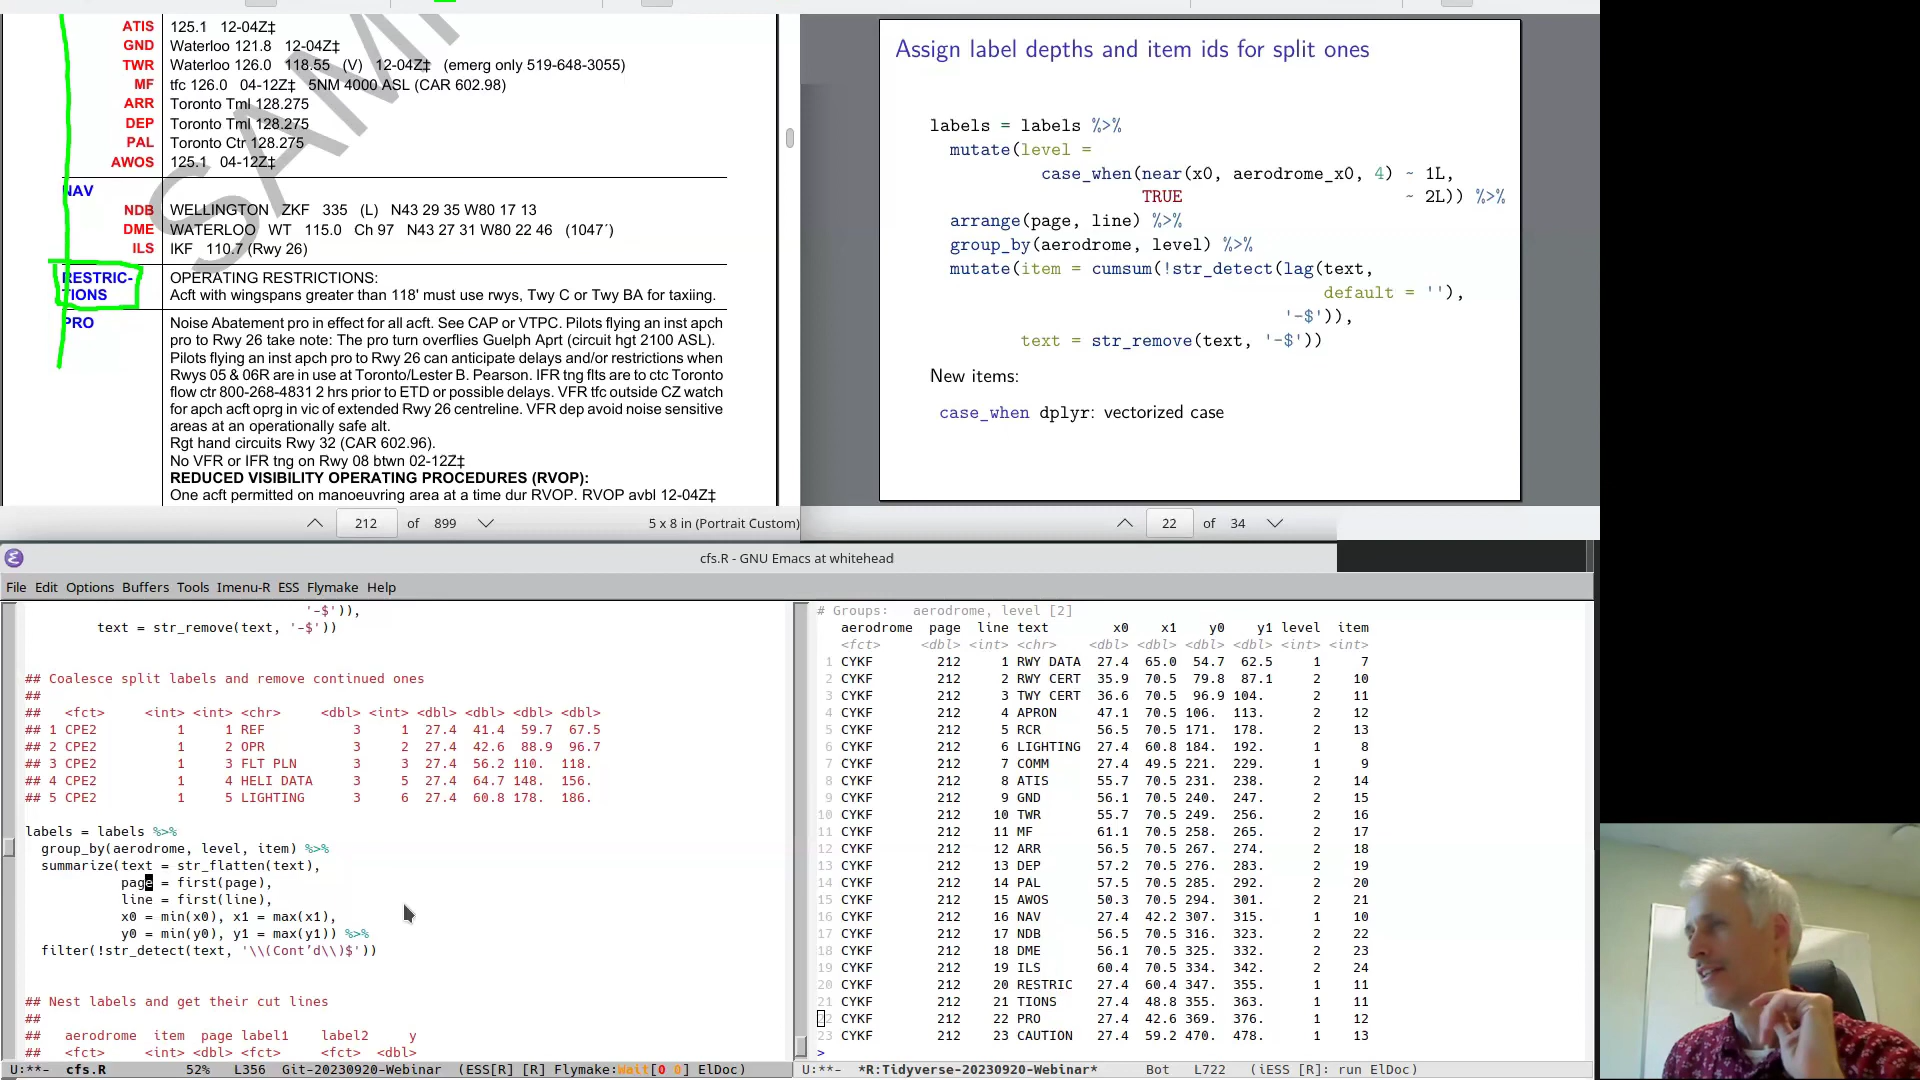 ATIS 125.1 12-04Z‡
GND Waterloo 121.8 12-04Z‡
TWR Waterloo 126.0 118.55 (V) 12-04Z‡ (emerg only 519-648-3055)
MF tfc 126.0 04-12Z‡ 5NM 4000 ASL (CAR 602.98)
ARR Toronto Tml 128.275
DEP Toronto Tml 128.275
PAL Toronto Ctr 128.275
AWOS 125.1 04-12Z‡
NAV
NDB WELLINGTON ZKF 335 (L) N43 29 35 W80 17 13
DME WATERLOO WT 115.0 Ch 97 N43 27 31 W80 22 46 (1047´)
ILS IKF 110.7 (Rwy 26)
RESTRIC- OPERATING RESTRICTIONS:
TIONS Acft with wingspans greater than 118' must use rwys, Twy C or Twy BA for taxiing.
PRO Noise Abatement pro in effect for all acft. See CAP or VTPC. Pilots flying an inst apch
pro to Rwy 26 take note: The pro turn overflies Guelph Aprt (circuit hgt 2100 ASL).
Pilots flying an inst apch pro to Rwy 26 can anticipate delays and/or restrictions when
Rwys 05 & 06R are in use at Toronto/Lester B. Pearson. IFR tng flts are to ctc Toronto
flow ctr 800-268-4831 2 hrs prior to ETD or possible delays. VFR tfc outside CZ watch
for apch acft oprg in vic of extended Rwy 26 centreline. VFR dep avoid noise sensitive
areas at an operationally safe alt.
Rgt hand circuits Rwy 32 (CAR 602.96).
No VFR or IFR tng on Rwy 08 btwn 02-12Z‡
REDUCED VISIBILITY OPERATING PROCEDURES (RVOP):
One acft permitted on manoeuvring area at a time dur RVOP. RVOP avbl 12-04Z‡
212 of 899 5 x 8 in (Portrait Custom)
Assign label depths and item ids for split ones
labels = labels %>%
mutate(level =
case_when(near(x0, aerodrome_x0, 4) ~ 1L,
TRUE ~ 2L)) %>%
arrange(page, line) %>%
group_by(aerodrome, level) %>%
mutate(item = cumsum(!str_detect(lag(text,
default = ''),
'-$')),
text = str_remove(text, '-$'))
New items:
case_when dplyr: vectorized case
22 of 34
cfs.R - GNU Emacs at whitehead
File Edit Options Buffers Tools Imenu-R ESS Flymake Help
'-$')),
text = str_remove(text, '-$'))
## Coalesce split labels and remove continued ones
##
## <fct> <int> <int> <chr> <dbl> <int> <dbl> <dbl> <dbl> <dbl>
## 1 CPE2 1 1 REF 3 1 27.4 41.4 59.7 67.5
## 2 CPE2 1 2 OPR 3 2 27.4 42.6 88.9 96.7
## 3 CPE2 1 3 FLT PLN 3 3 27.4 56.2 110. 118.
## 4 CPE2 1 4 HELI DATA 3 5 27.4 64.7 148. 156.
## 5 CPE2 1 5 LIGHTING 3 6 27.4 60.8 178. 186.
labels = labels %>%
group_by(aerodrome, level, item) %>%
summarize(text = str_flatten(text),
page = first(page),
line = first(line),
x0 = min(x0), x1 = max(x1),
y0 = min(y0), y1 = max(y1)) %>%
filter(!str_detect(text, '\\(Cont’d\\)$'))
## Nest labels and get their cut lines
##
## aerodrome item page label1 label2 y
## <fct> <int> <dbl> <fct> <fct> <dbl>
U:**- cfs.R 52% L356 Git-20230920-Webinar (ESS[R] [R] Flymake:Wait[0 0] ElDoc)
# Groups: aerodrome, level [2]
aerodrome page line text x0 x1 y0 y1 level item
<fct> <dbl> <int> <chr> <dbl> <dbl> <dbl> <dbl> <int> <int>
1 CYKF 212 1 RWY DATA 27.4 65.0 54.7 62.5 1 7
2 CYKF 212 2 RWY CERT 35.9 70.5 79.8 87.1 2 10
3 CYKF 212 3 TWY CERT 36.6 70.5 96.9 104. 2 11
4 CYKF 212 4 APRON 47.1 70.5 106. 113. 2 12
5 CYKF 212 5 RCR 56.5 70.5 171. 178. 2 13
6 CYKF 212 6 LIGHTING 27.4 60.8 184. 192. 1 8
7 CYKF 212 7 COMM 27.4 49.5 221. 229. 1 9
8 CYKF 212 8 ATIS 55.7 70.5 231. 238. 2 14
9 CYKF 212 9 GND 56.1 70.5 240. 247. 2 15
10 CYKF 212 10 TWR 55.7 70.5 249. 256. 2 16
11 CYKF 212 11 MF 61.1 70.5 258. 265. 2 17
12 CYKF 212 12 ARR 56.5 70.5 267. 274. 2 18
13 CYKF 212 13 DEP 57.2 70.5 276. 283. 2 19
14 CYKF 212 14 PAL 57.5 70.5 285. 292. 2 20
15 CYKF 212 15 AWOS 50.3 70.5 294. 301. 2 21
16 CYKF 212 16 NAV 27.4 42.2 307. 315. 1 10
17 CYKF 212 17 NDB 56.5 70.5 316. 323. 2 22
18 CYKF 212 18 DME 56.1 70.5 325. 332. 2 23
19 CYKF 212 19 ILS 60.4 70.5 334. 342. 2 24
20 CYKF 212 20 RESTRIC 27.4 60.4 347. 355. 1 11
21 CYKF 212 21 TIONS 27.4 48.8 355. 363. 1 11
22 CYKF 212 22 PRO 27.4 42.6 369. 376. 1 12
23 CYKF 212 23 CAUTION 27.4 59.2 470. 478. 1 13
>
U:**- *R:Tidyverse-20230920-Webinar* Bot L722 (iESS [R]: run ElDoc)